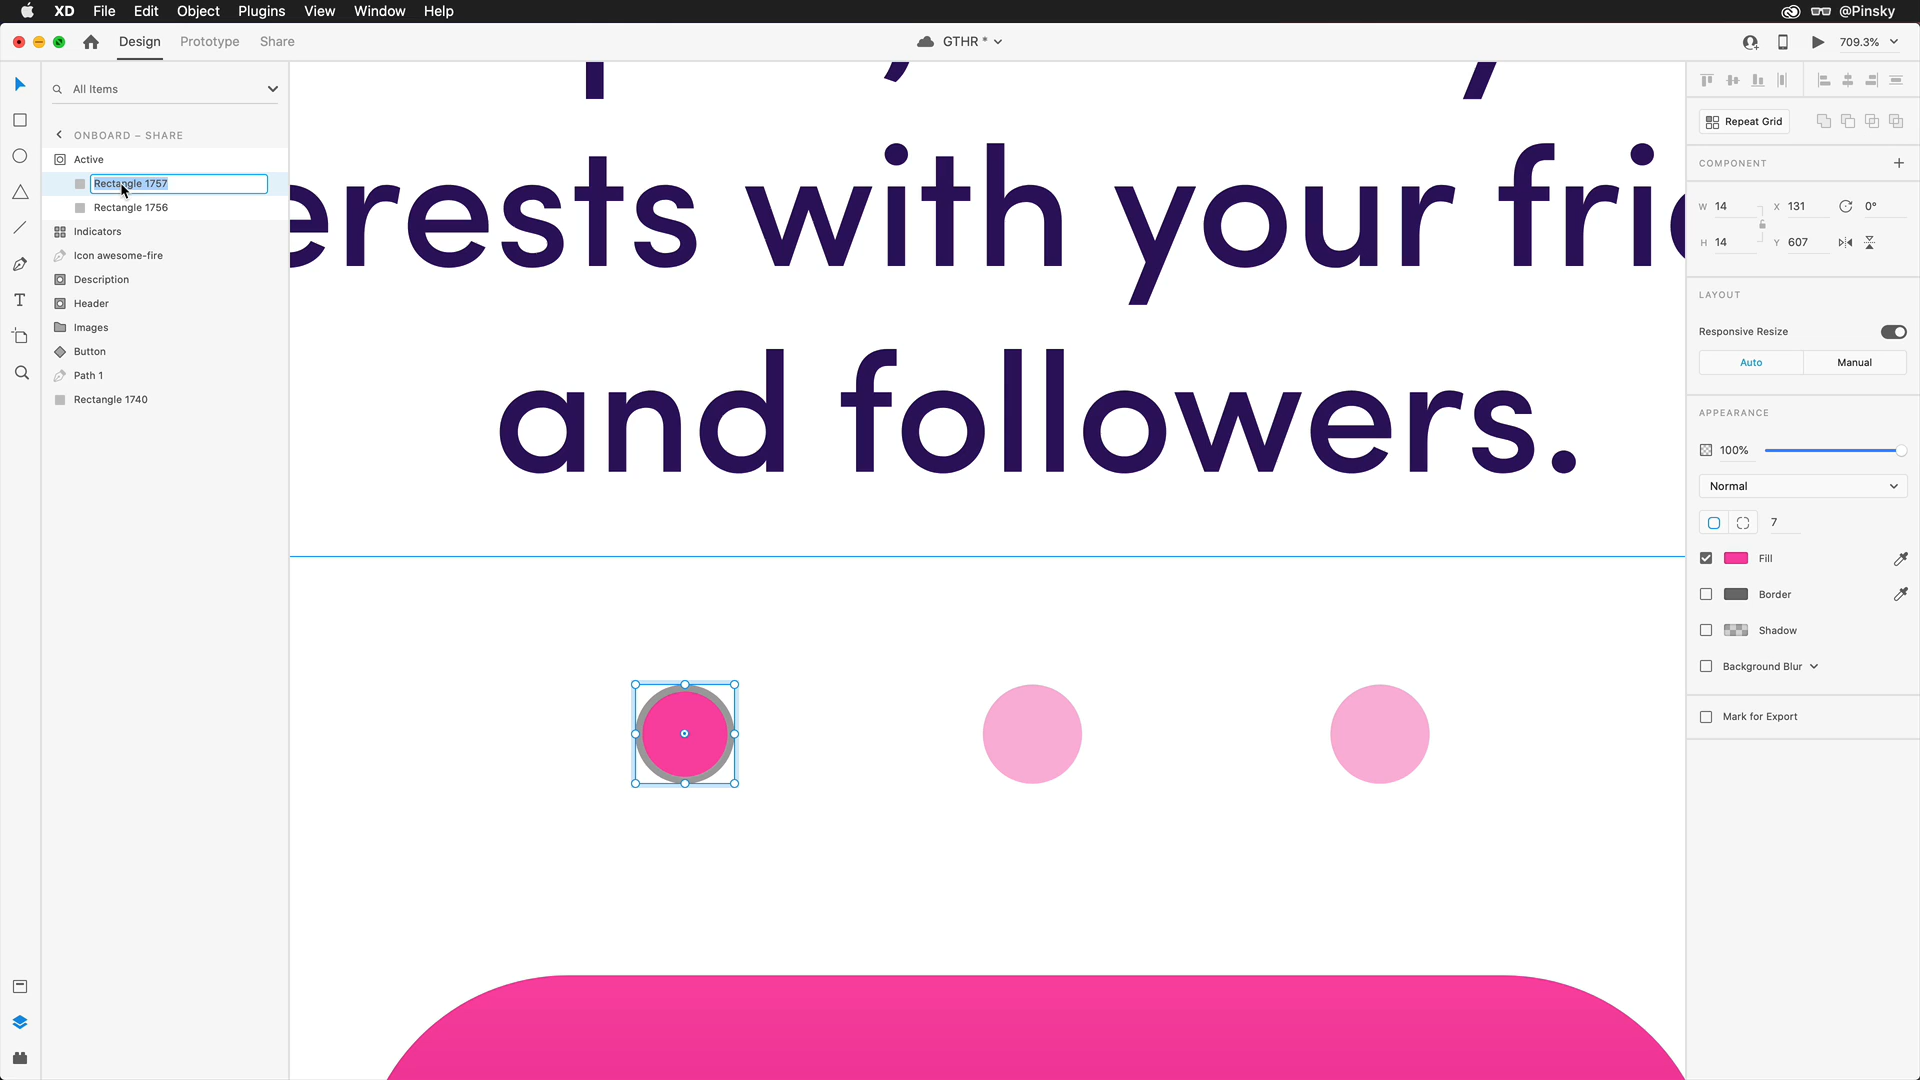 XD File Edit Object Plugins View Window Help @Pinsky
Design Prototype Share GTHR * 709.3%
All Items
ONBOARD – SHARE
Active
Rectangle 1757
Rectangle 1756
Indicators
Icon awesome-fire
Description
Header
Images
Button
Path 1
Rectangle 1740
erests with your frie
and followers.
Repeat Grid
COMPONENT
W 14 X 131 0°
H 14 Y 607
LAYOUT
Responsive Resize
Auto Manual
APPEARANCE
100%
Normal
7
Fill
Border
Shadow
Background Blur
Mark for Export